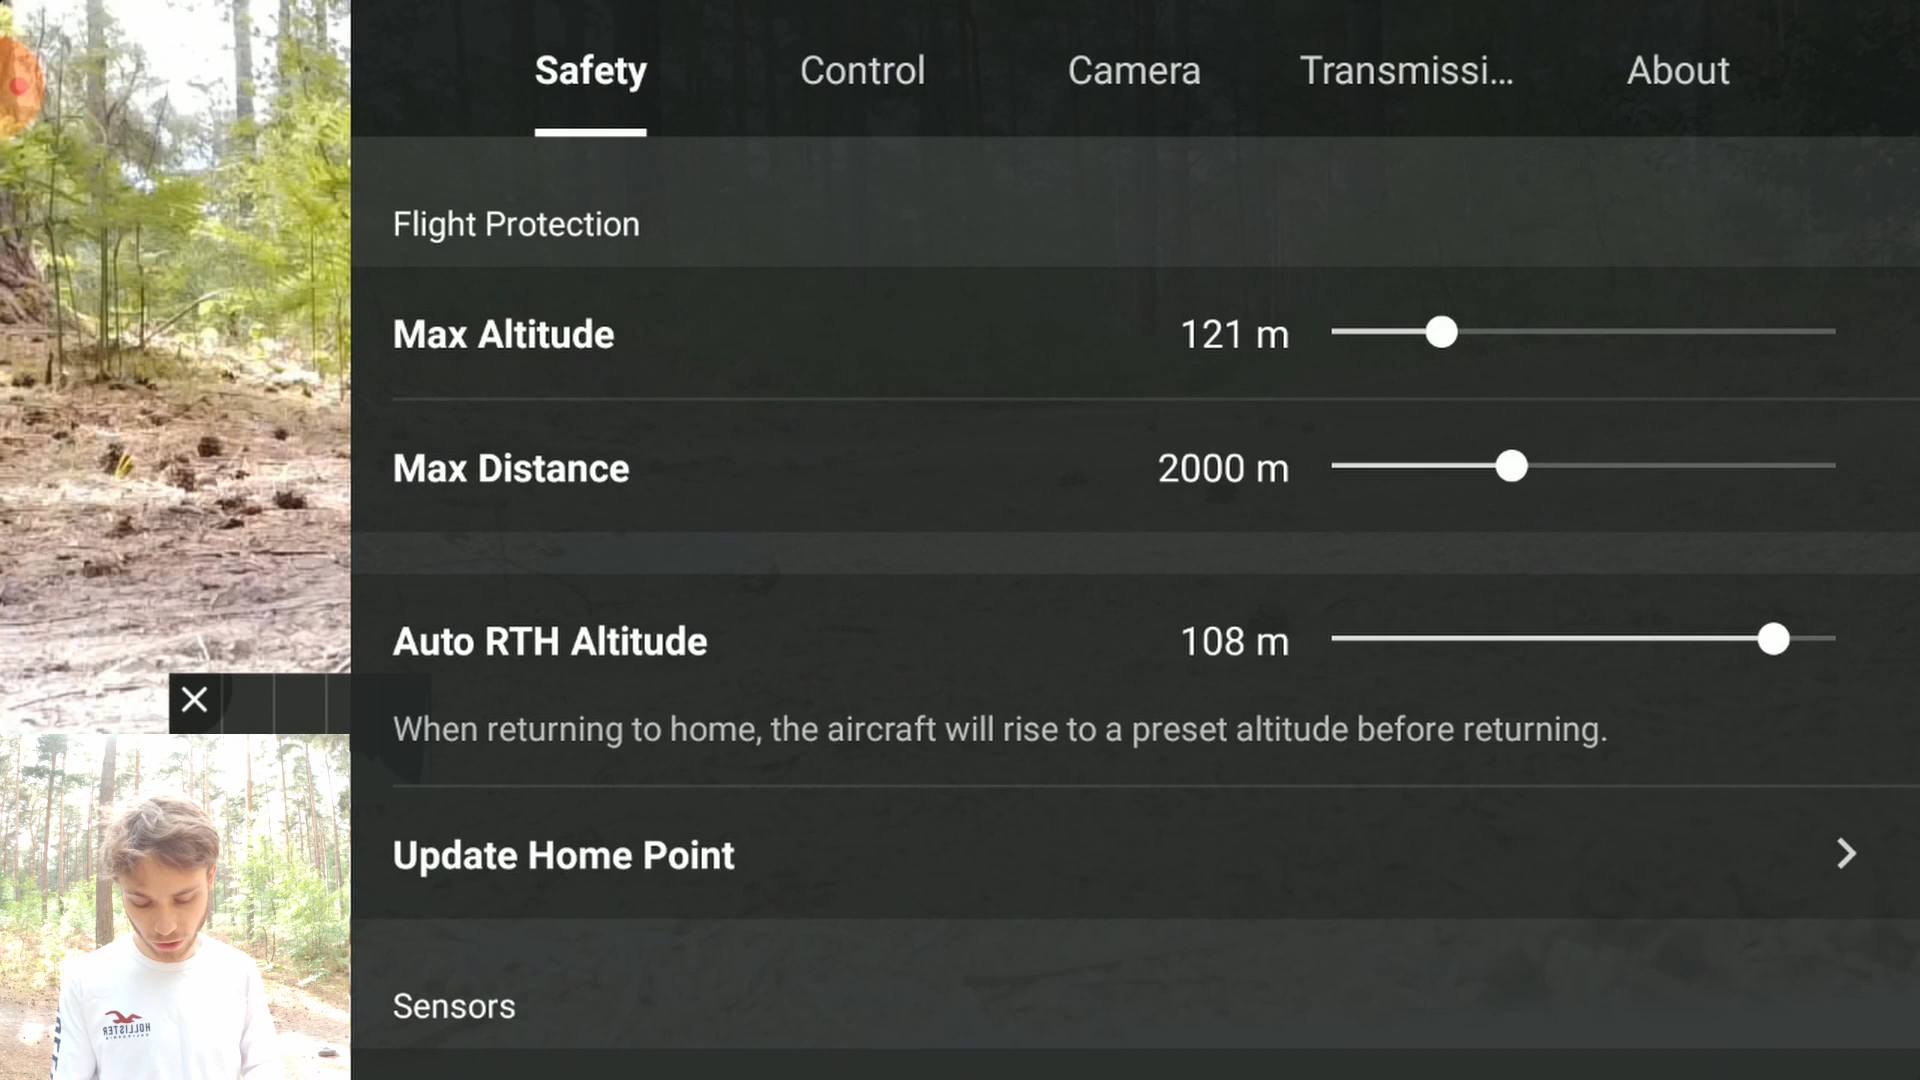 Safety
Control
Camera
Transmissi...
About
Flight Protection
Max Altitude
121 m
Max Distance
2000 m
Auto RTH Altitude
108 m
When returning to home, the aircraft will rise to a preset altitude before returning.
Update Home Point
Sensors
HOLLISTER